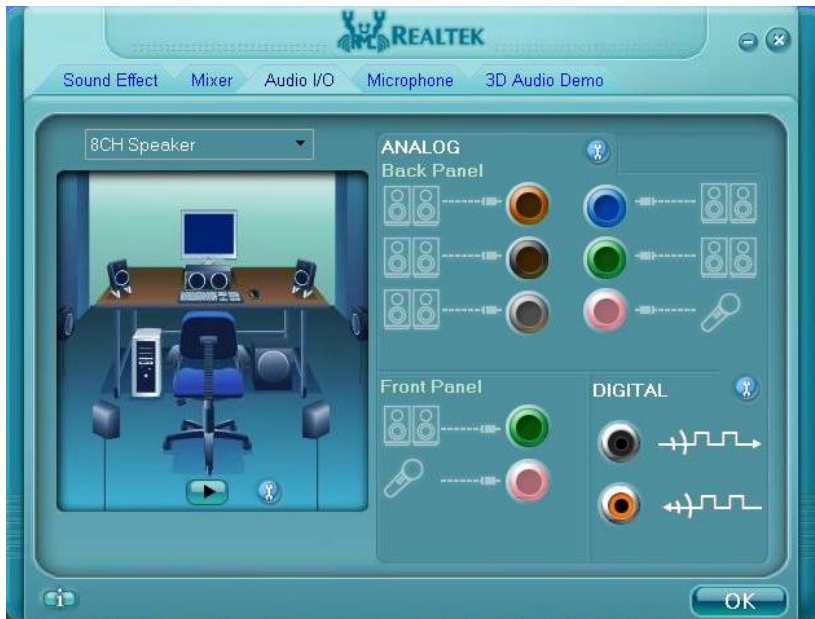 REALTEK
Sound Effect Mixer Audio I/O Microphone 3D Audio Demo
8CH Speaker
ANALOG
Back Panel
Front Panel
DIGITAL
i
OK